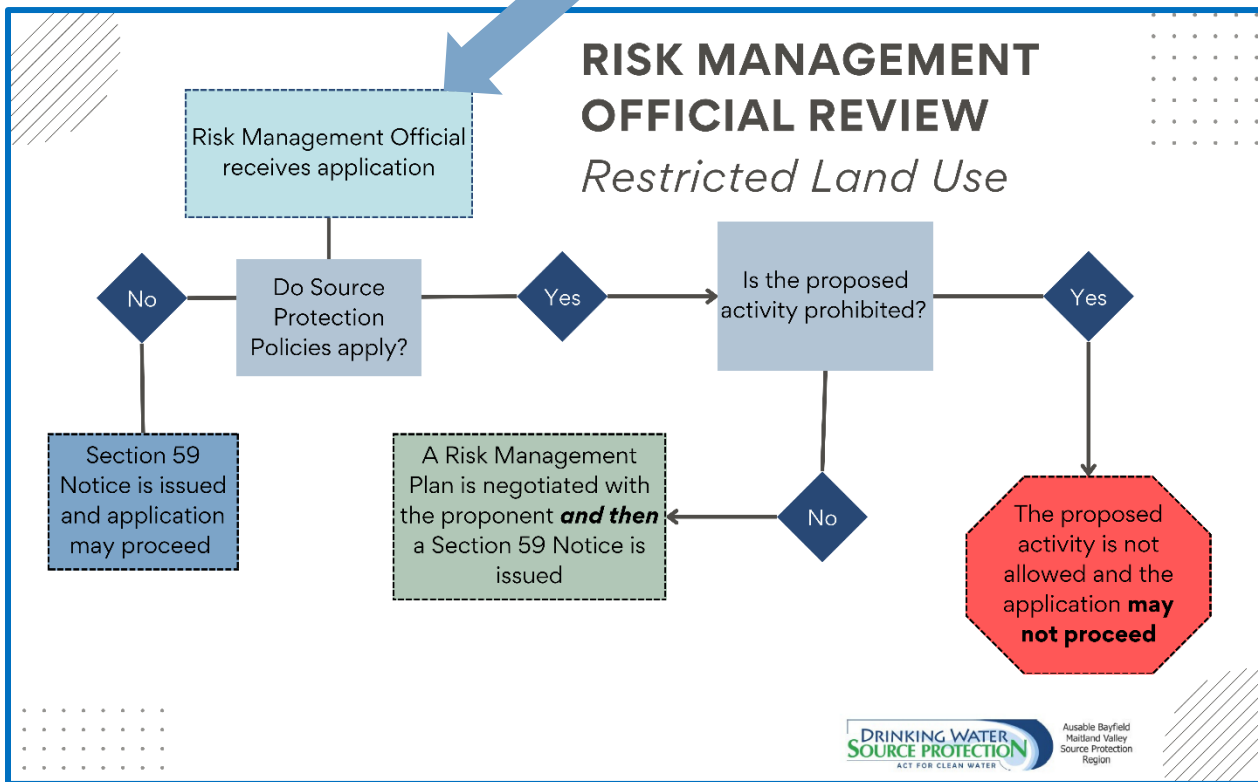 RISK MANAGEMENT
OFFICIAL REVIEW
Restricted Land Use
Risk Management Official
receives application
Do Source
Protection
Policies apply?
No
Yes
Is the proposed
activity prohibited?
Yes
Section 59
Notice is issued
and application
may proceed
A Risk Management
Plan is negotiated with
the proponent and then
a Section 59 Notice is
issued
No
The proposed
activity is not
allowed and the
application may
not proceed
DRINKING WATER
SOURCE PROTECTION
ACT FOR CLEAN WATER
Ausable Bayfield
Maitland Valley
Source Protection
Region